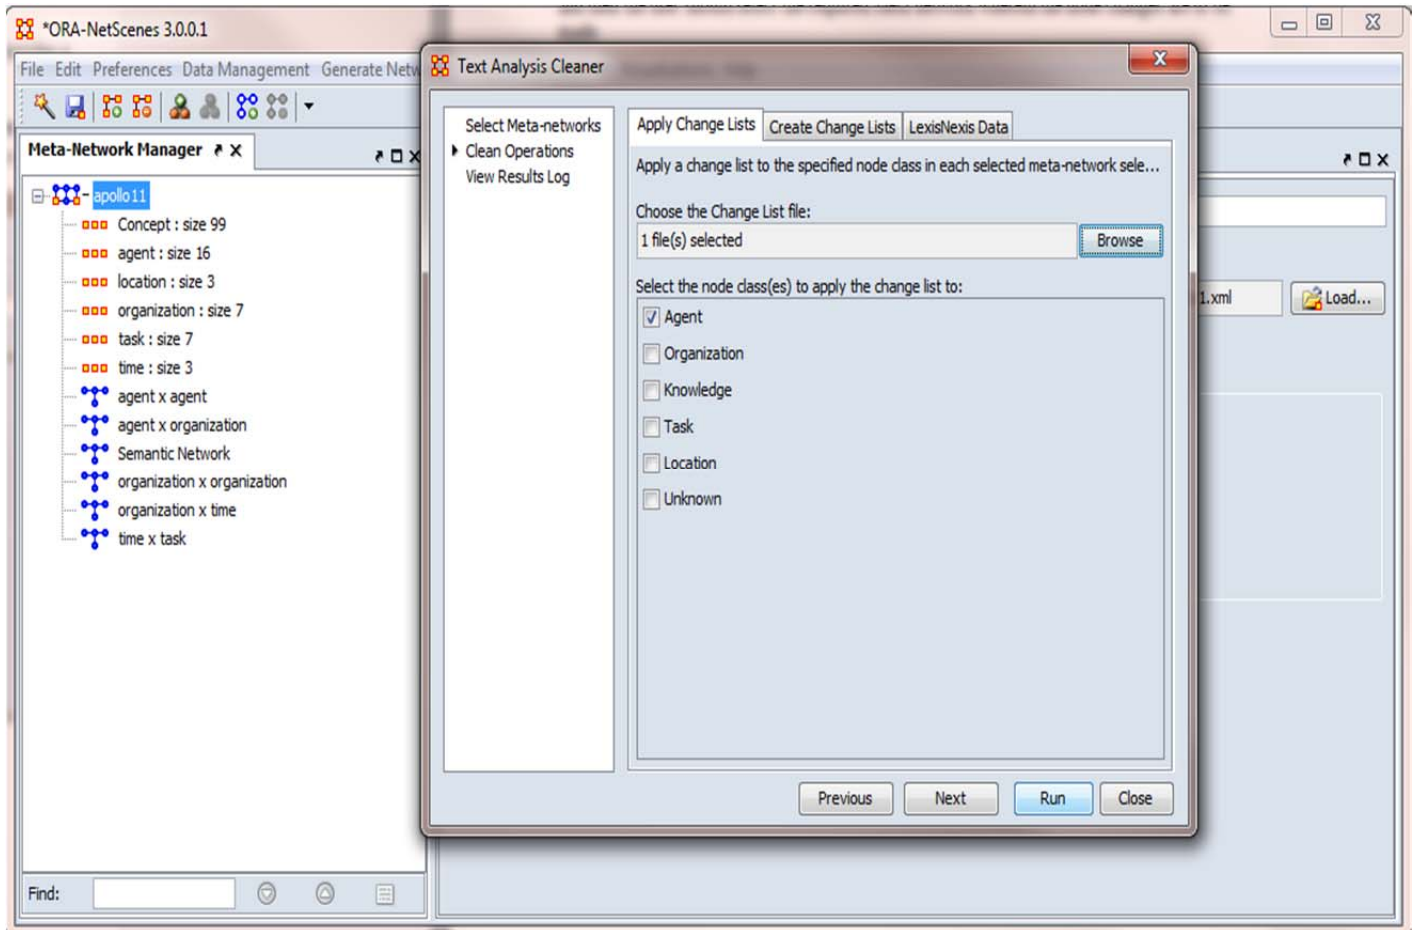 *ORA-NetScenes 3.0.0.1
File Edit Preferences Data Management Generate Netw
Meta-Network Manager
apollo11
Concept : size 99
agent : size 16
location : size 3
organization : size 7
task : size 7
time : size 3
agent x agent
agent x organization
Semantic Network
organization x organization
organization x time
time x task
Find:
Text Analysis Cleaner
Select Meta-networks
Clean Operations
View Results Log
Apply Change Lists Create Change Lists LexisNexis Data
Apply a change list to the specified node class in each selected meta-network sele...
Choose the Change List file:
1 file(s) selected Browse
Select the node class(es) to apply the change list to:
Agent
Organization
Knowledge
Task
Location
Unknown
Previous Next Run Close
1.xml Load...